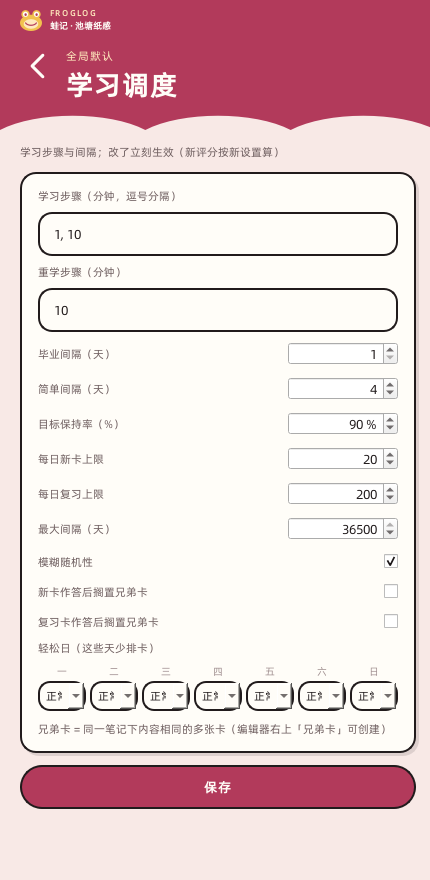 FROGLOG
蛙记 · 池塘纸感
全局默认
学习调度
学习步骤与间隔；改了立刻生效（新评分按新设置算）
学习步骤（分钟，逗号分隔）
1, 10
重学步骤（分钟）
10
毕业间隔（天） 1
简单间隔（天） 4
目标保持率（%） 90 %
每日新卡上限 20
每日复习上限 200
最大间隔（天） 36500
模糊随机性
新卡作答后搁置兄弟卡
复习卡作答后搁置兄弟卡
轻松日（这些天少排卡）
一 二 三 四 五 六 日
正 正 正 正 正 正 正
兄弟卡 = 同一笔记下内容相同的多张卡（编辑器右上「兄弟卡」可创建）
保存